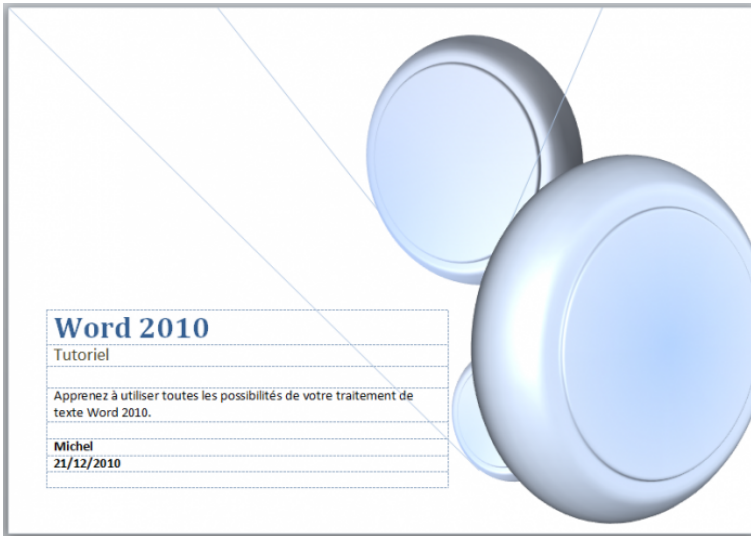 Word 2010
Tutoriel
Apprenez à utiliser toutes les possibilités de votre traitement de
texte Word 2010.
Michel
21/12/2010